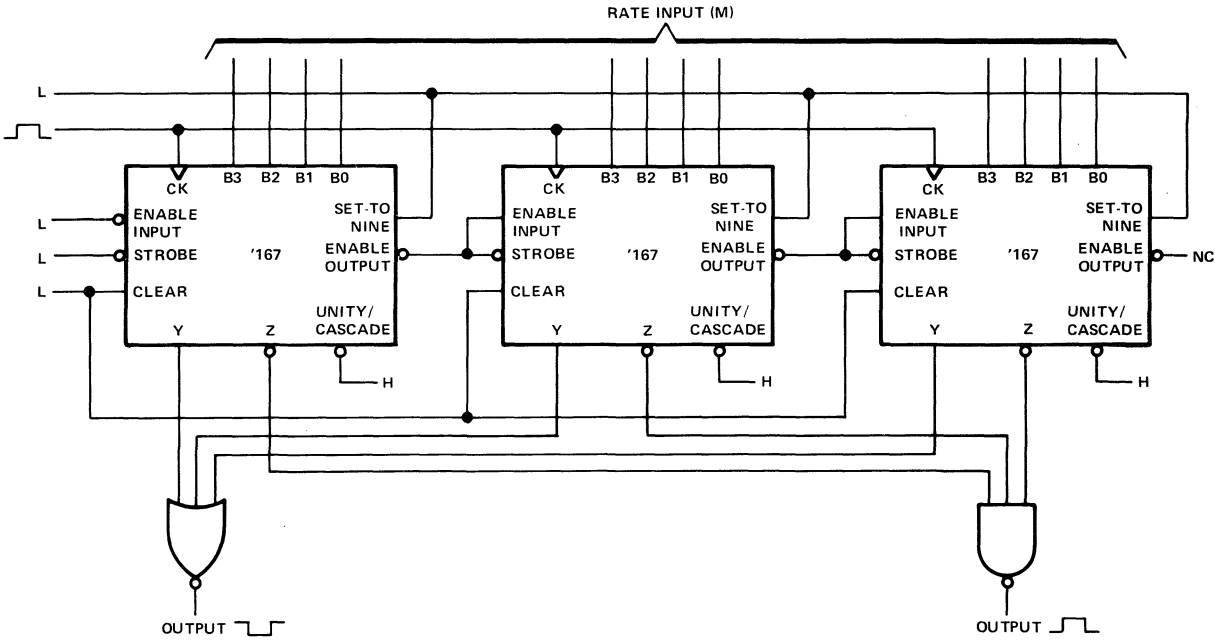 RATE INPUT (M)
L
CK B3 B2 B1 B0
CK B3 B2 B1 B0
CK B3 B2 B1 B0
L ENABLE INPUT
SET-TO NINE
ENABLE INPUT
SET-TO NINE
ENABLE INPUT
SET-TO NINE
L STROBE '167 ENABLE OUTPUT
STROBE '167 ENABLE OUTPUT
STROBE '167 ENABLE OUTPUT NC
L CLEAR
CLEAR
CLEAR
Y Z UNITY/ CASCADE
Y Z UNITY/ CASCADE
Y Z UNITY/ CASCADE
H
H
H
OUTPUT
OUTPUT